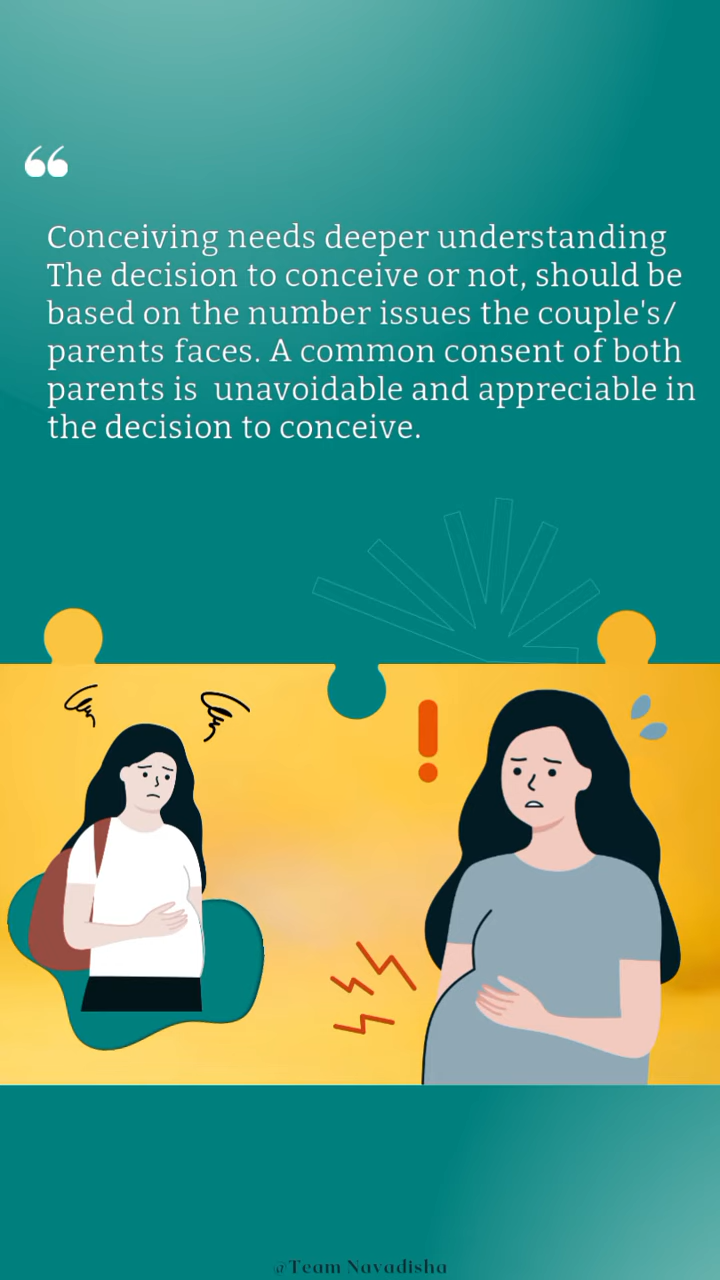 “
Conceiving needs deeper understanding
The decision to conceive or not, should be
based on the number issues the couple's/
parents faces. A common consent of both
parents is  unavoidable and appreciable in
the decision to conceive.
@Team Navadisha